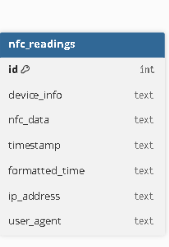 nfc_readings
id int
device_info text
nfc_data text
timestamp text
formatted_time text
ip_address text
user_agent text